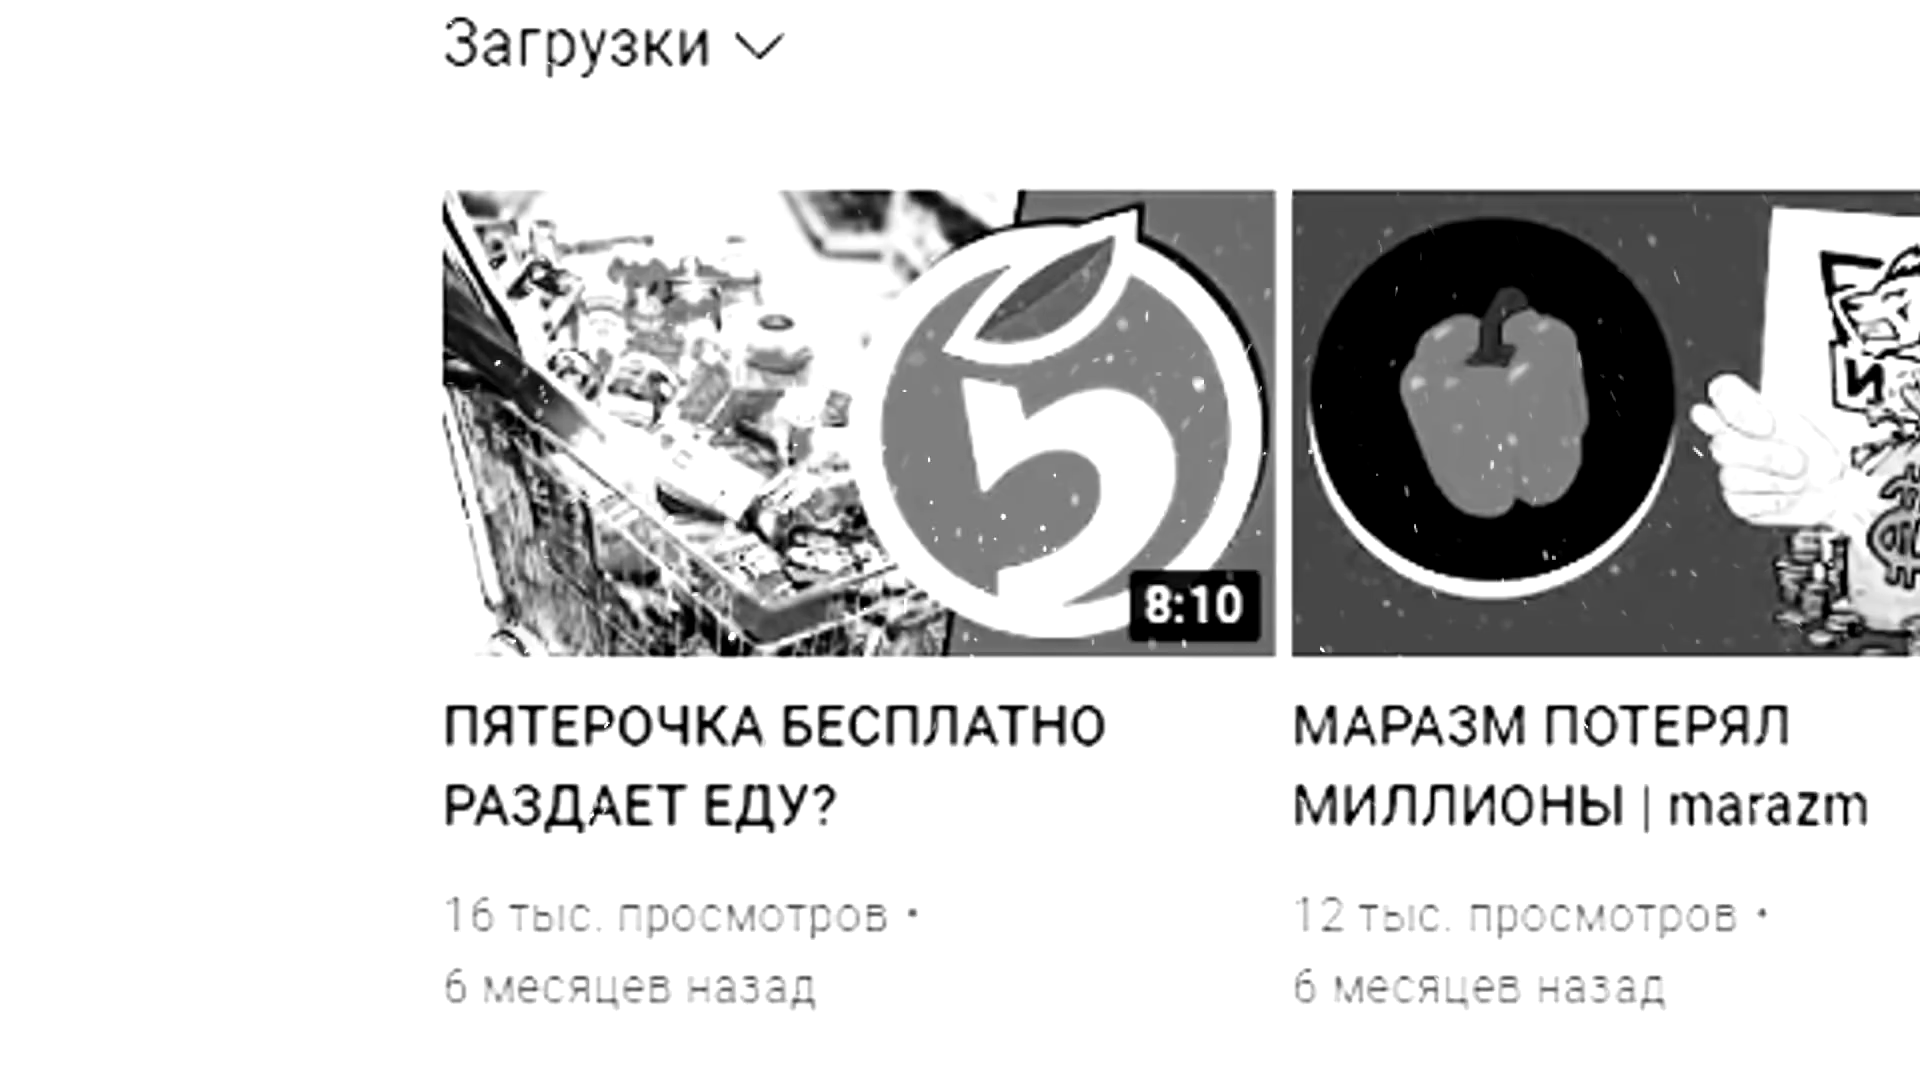 Загрузки
8:10
ПЯТЕРОЧКА БЕСПЛАТНО
РАЗДАЕТ ЕДУ?
16 тыс. просмотров •
6 месяцев назад
МАРАЗМ ПОТЕРЯЛ
МИЛЛИОНЫ | marazm
12 тыс. просмотров •
6 месяцев назад